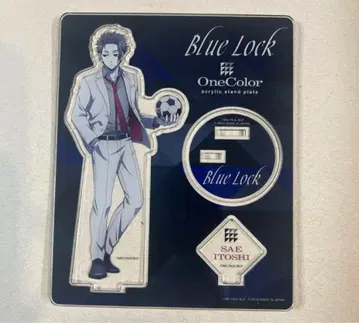 Blue Lock
OneColor
acrylic stand plate
Blue Lock
SAE
ITOSHI